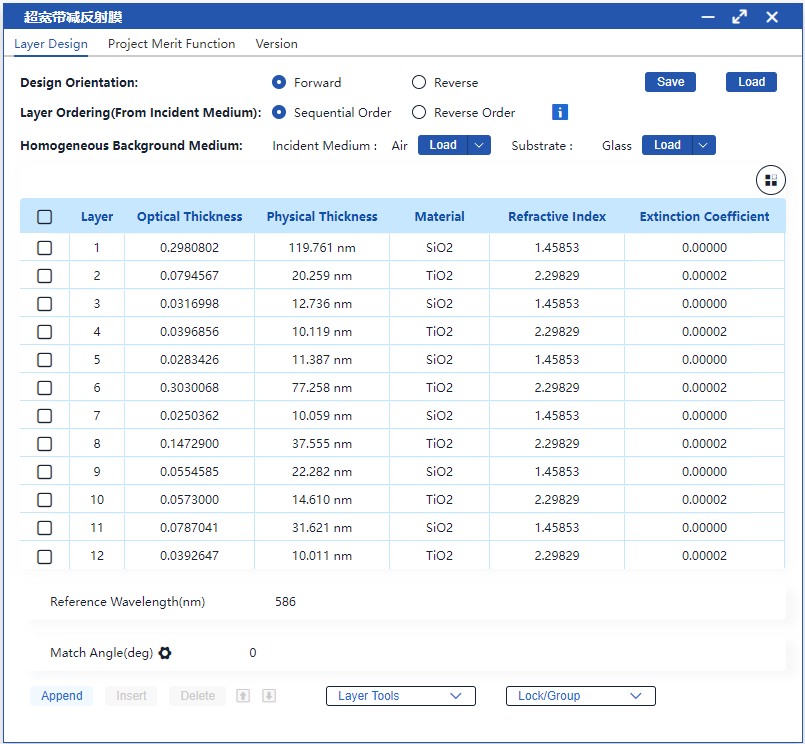 超宽带减反射膜
Layer Design Project Merit Function Version
Design Orientation: Forward Reverse Save Load
Layer Ordering(From Incident Medium): Sequential Order Reverse Order i
Homogeneous Background Medium: Incident Medium : Air Load Substrate : Glass Load
Layer Optical Thickness Physical Thickness Material Refractive Index Extinction Coefficient
1 0.2980802 119.761 nm SiO2 1.45853 0.00000
2 0.0794567 20.259 nm TiO2 2.29829 0.00002
3 0.0316998 12.736 nm SiO2 1.45853 0.00000
4 0.0396856 10.119 nm TiO2 2.29829 0.00002
5 0.0283426 11.387 nm SiO2 1.45853 0.00000
6 0.3030068 77.258 nm TiO2 2.29829 0.00002
7 0.0250362 10.059 nm SiO2 1.45853 0.00000
8 0.1472900 37.555 nm TiO2 2.29829 0.00002
9 0.0554585 22.282 nm SiO2 1.45853 0.00000
10 0.0573000 14.610 nm TiO2 2.29829 0.00002
11 0.0787041 31.621 nm SiO2 1.45853 0.00000
12 0.0392647 10.011 nm TiO2 2.29829 0.00002
Reference Wavelength(nm) 586
Match Angle(deg) 0
Append Insert Delete Layer Tools Lock/Group